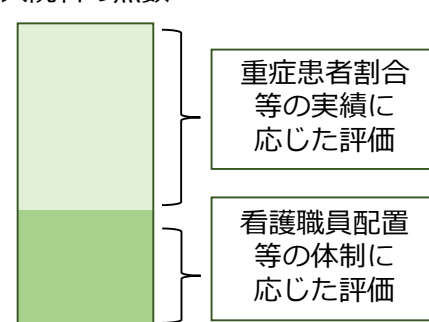 重症患者割合
等の実績に
応じた評価
看護職員配置
等の体制に
応じた評価